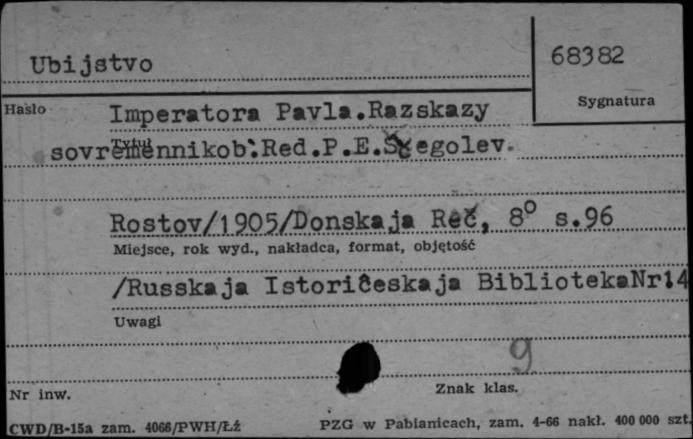 Ubijstvo
68382
Hasło
Sygnatura
Imperatora Pavla.Razskazy
Tytuł
sovremennikob:Red.P.E.Ščegolev.
Rostov/1905/Donskaja Reč, 8° s.96
Miejsce, rok wyd., nakładca, format, objętość
/Russkaja Istoričeskaja BibliotekaNr14
Uwagi
9
Nr inw.
Znak klas.
CWD/B-15a zam. 4066/PWH/Łź
PZG w Pabianicach, zam. 4-66 nakł. 400 000 szt.